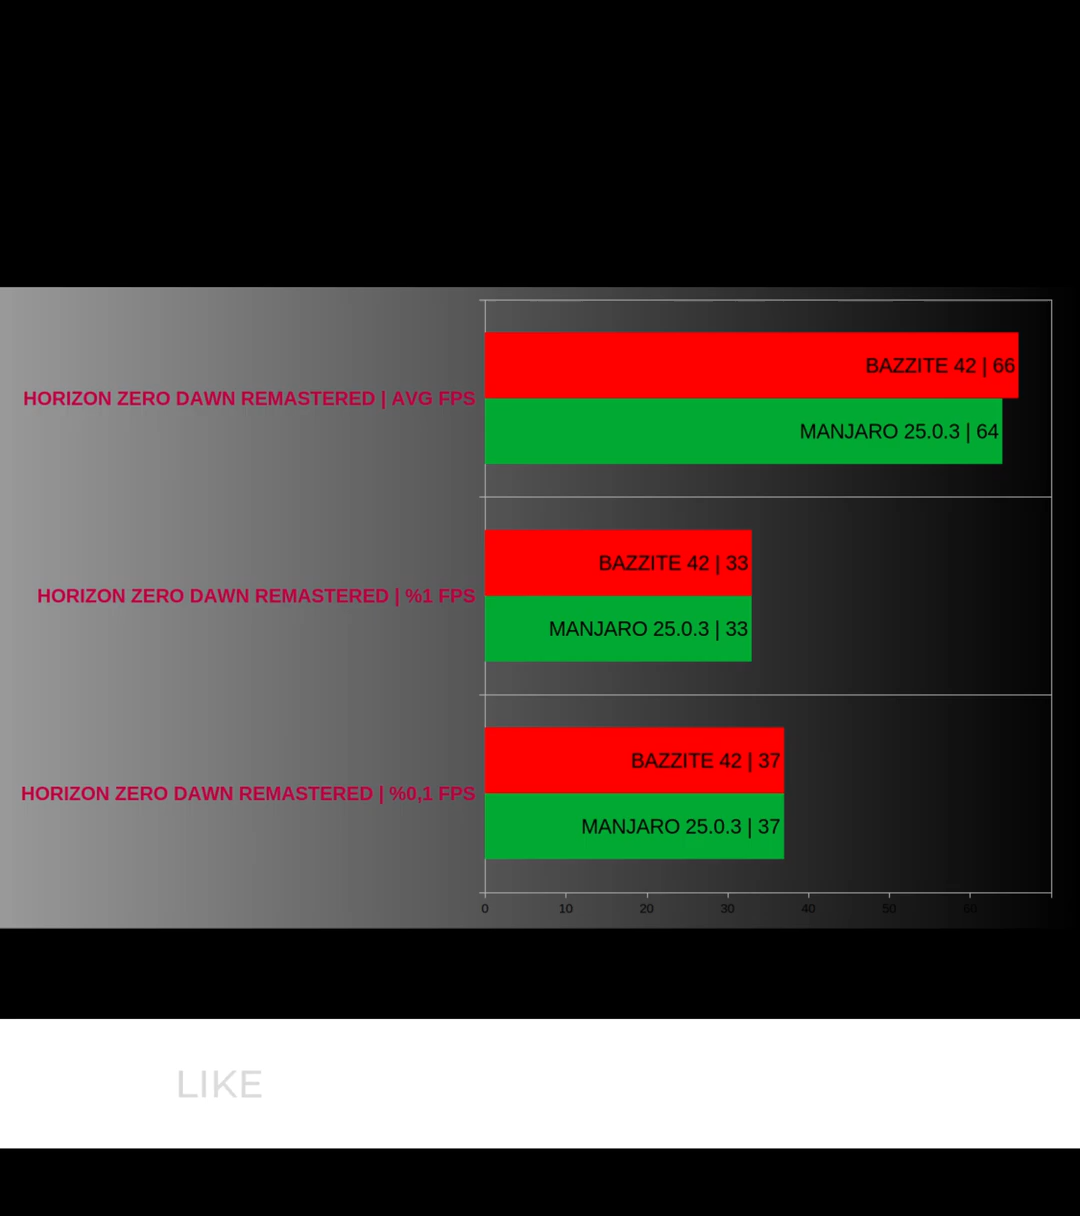 BAZZITE 42 | 66
HORIZON ZERO DAWN REMASTERED | AVG FPS
MANJARO 25.0.3 | 64
BAZZITE 42 | 33
HORIZON ZERO DAWN REMASTERED | %1 FPS
MANJARO 25.0.3 | 33
BAZZITE 42 | 37
HORIZON ZERO DAWN REMASTERED | %0,1 FPS
MANJARO 25.0.3 | 37
0 10 20 30 40 50 60
LIKE